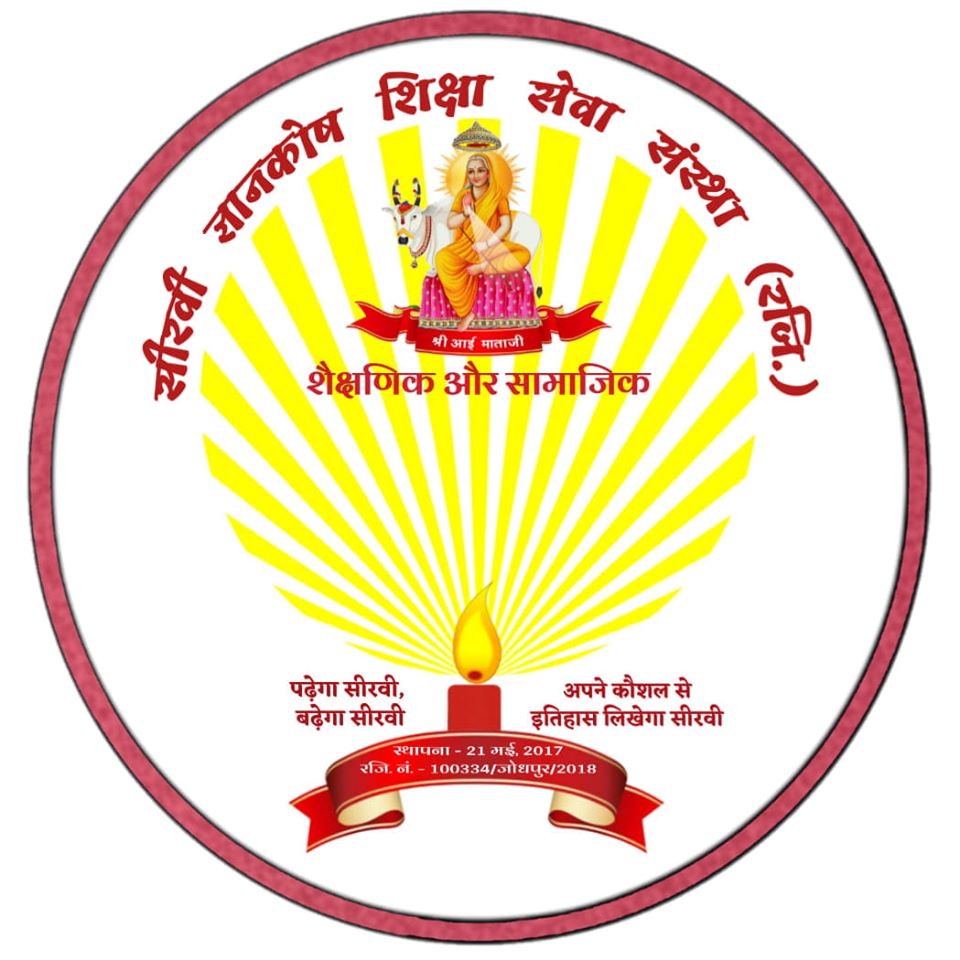 सीरवी ज्ञानकोष शिक्षा सेवा संस्था (रजि.)
श्री आई माताजी
शैक्षणिक और सामाजिक
पढ़ेगा सीरवी,
बढ़ेगा सीरवी
अपने कौशल से
इतिहास लिखेगा सीरवी
स्थापना - 21 मई, 2017
रजि. नं. - 100334/जोधपुर/2018